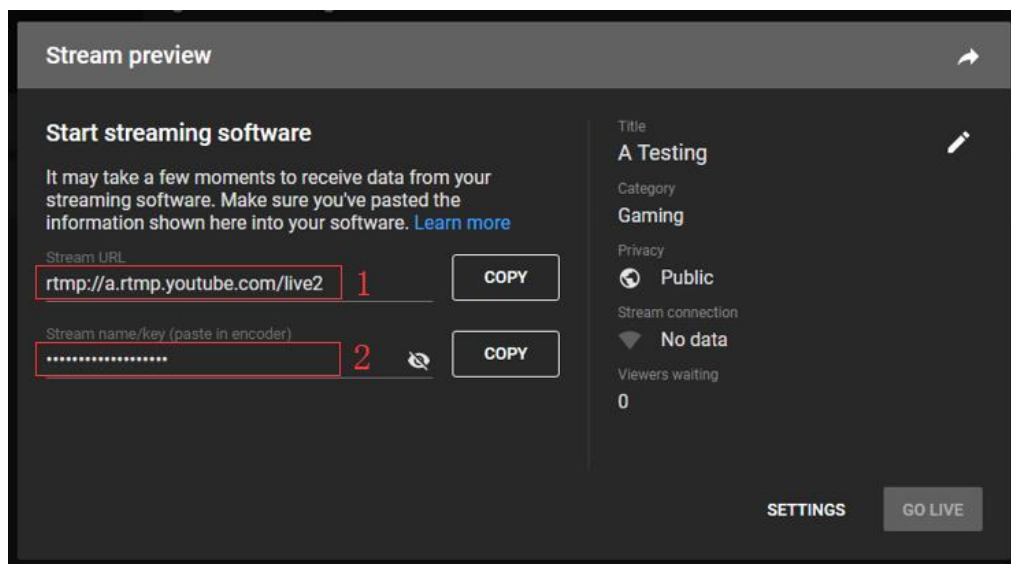 Stream preview
Start streaming software
It may take a few moments to receive data from your
streaming software. Make sure you've pasted the
information shown here into your software. Learn more
Stream URL
rtmp://a.rtmp.youtube.com/live2
1
COPY
Stream name/key (paste in encoder)
•••••••••••••••••••
2
COPY
Title
A Testing
Category
Gaming
Privacy
Public
Stream connection
No data
Viewers waiting
0
SETTINGS
GO LIVE